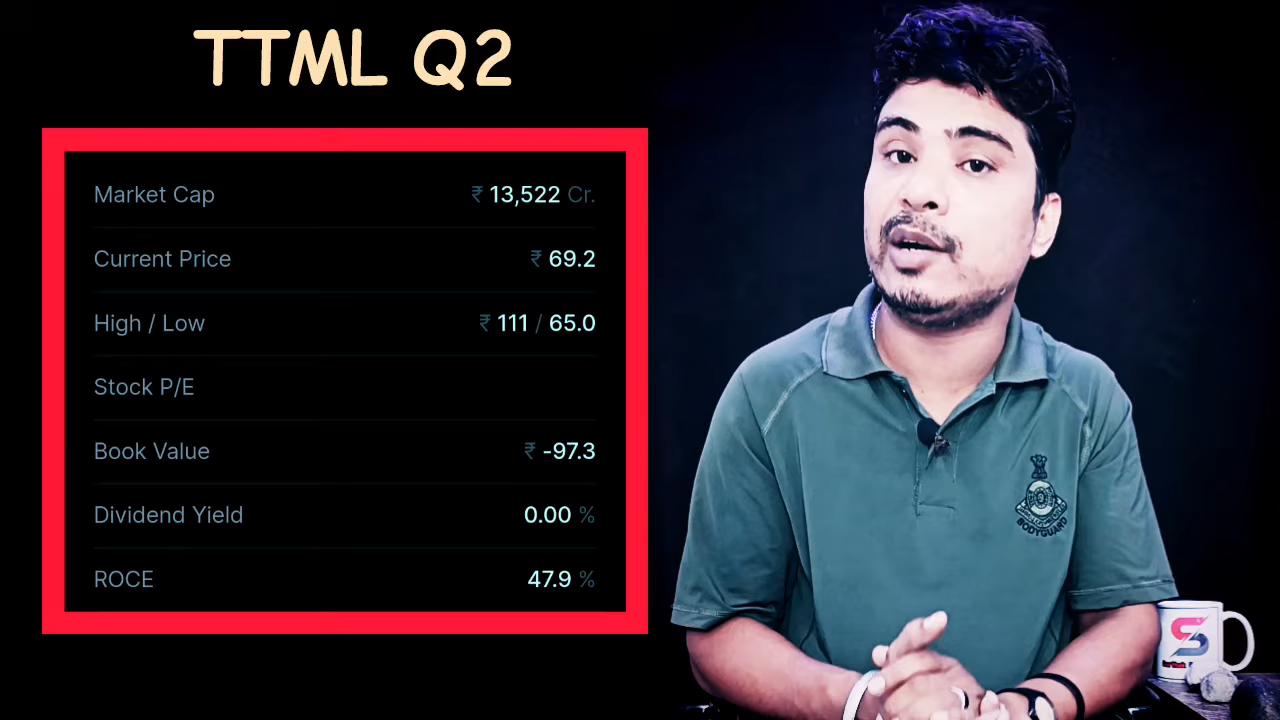 TTML Q2
Market Cap ₹ 13,522 Cr.
Current Price ₹ 69.2
High / Low ₹ 111 / 65.0
Stock P/E
Book Value ₹ -97.3
Dividend Yield 0.00 %
ROCE 47.9 %
BODYGUARD